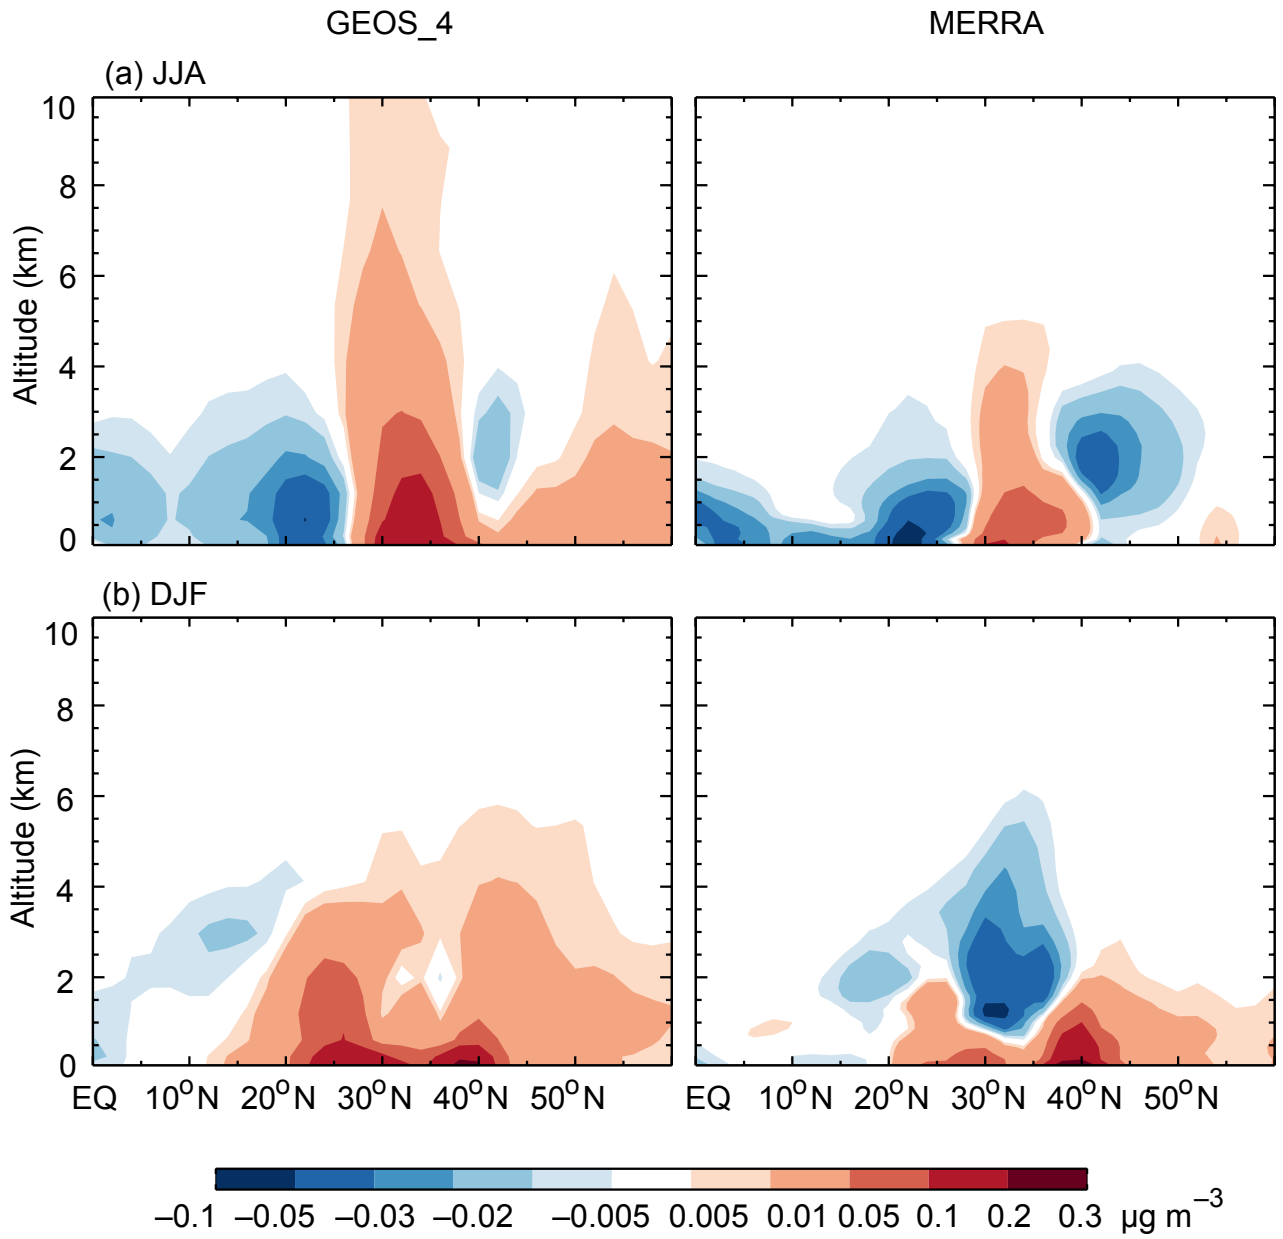 GEOS_4 MERRA
(a) JJA
10
8
6
4
2
0
Altitude (km)
(b) DJF
10
8
6
4
2
0
Altitude (km)
EQ 10°N 20°N 30°N 40°N 50°N EQ 10°N 20°N 30°N 40°N 50°N
–0.1 –0.05 –0.03 –0.02 –0.005 0.005 0.01 0.05 0.1 0.2 0.3 μg m⁻³